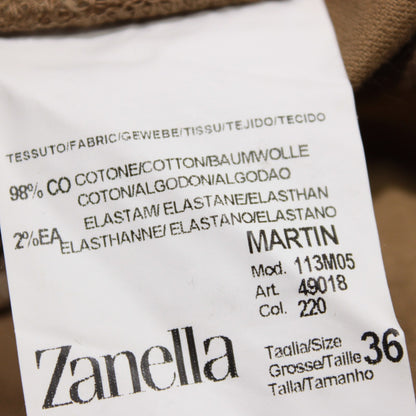 TESSUTO/FABRIC/GEWEBE/TISSU/TEJIDO/TECIDO
98% CO COTONE/COTTON/BAUMWOLLE
COTON/ALGODON/ALGODAO
2%EA ELASTAM/ELASTANE/ELASTHAN
ELASTHANNE/ELASTANO/ELASTANO
MARTIN
Mod. 113M05
Art. 49018
Col. 220
Zanella
Taglia/Size
Grosse/Taille 36
Talla/Tamanho